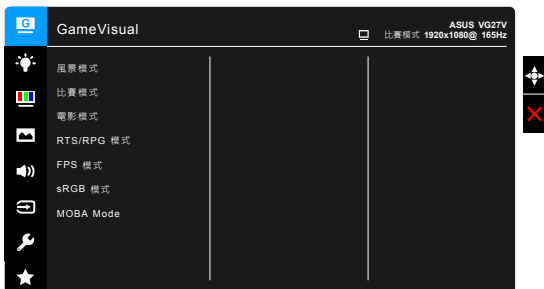 G
GameVisual
ASUS VG27V
比賽模式 1920x1080@ 165Hz
風景模式
比賽模式
電影模式
RTS/RPG 模式
FPS 模式
sRGB 模式
MOBA Mode